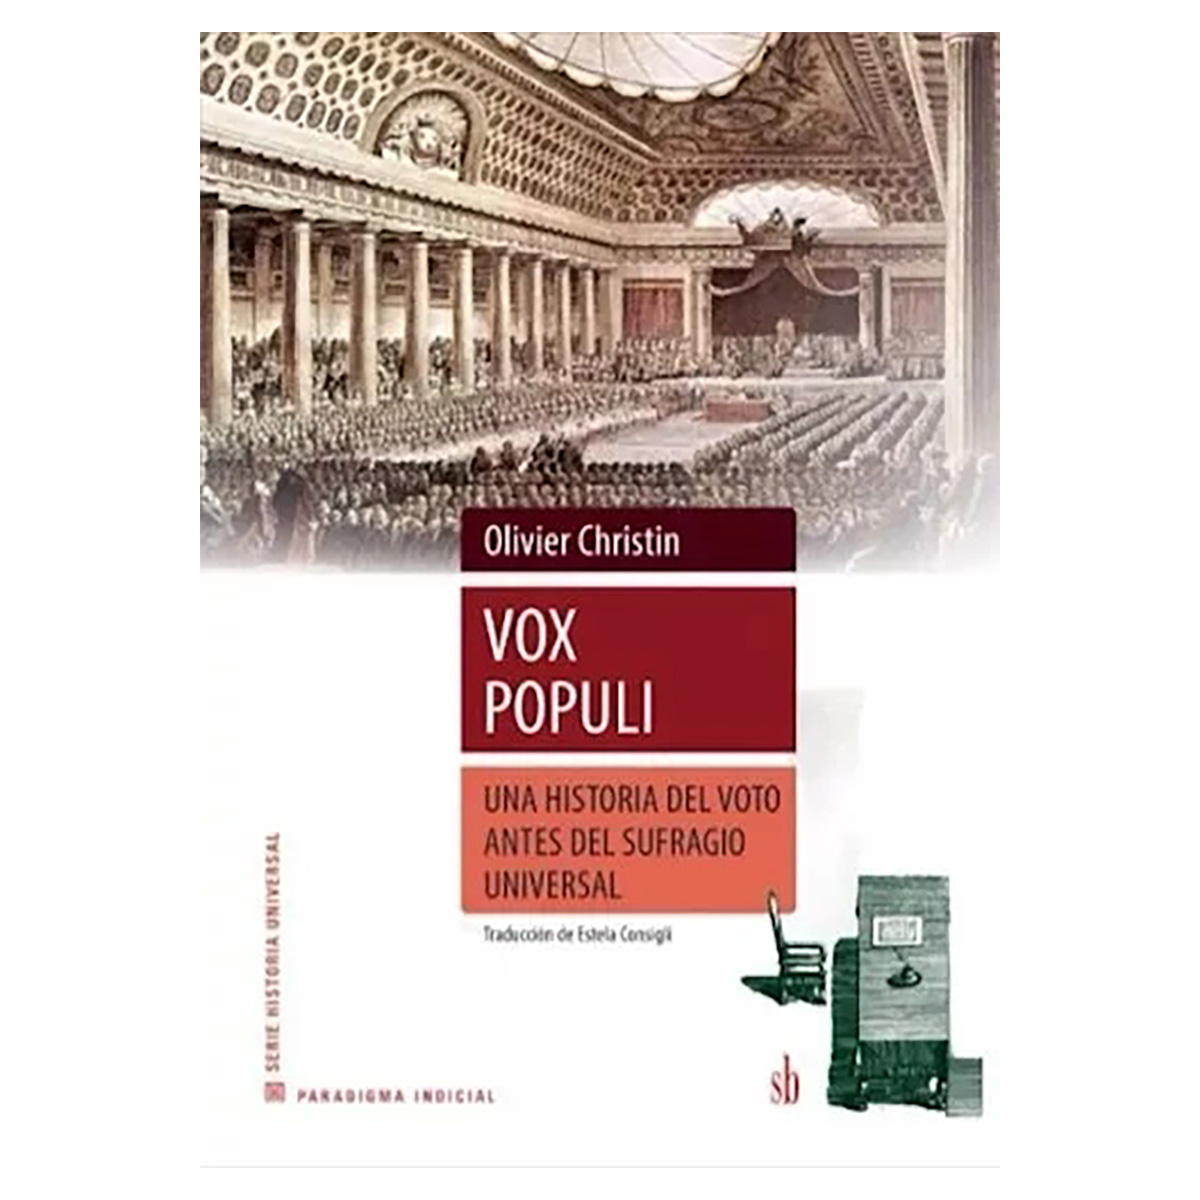 Olivier Christin
VOX
POPULI
UNA HISTORIA DEL VOTO
ANTES DEL SUFRAGIO
UNIVERSAL
Traducción de Estela Consigli
SERIE HISTORIA UNIVERSAL
PARADIGMA INDICIAL
sb